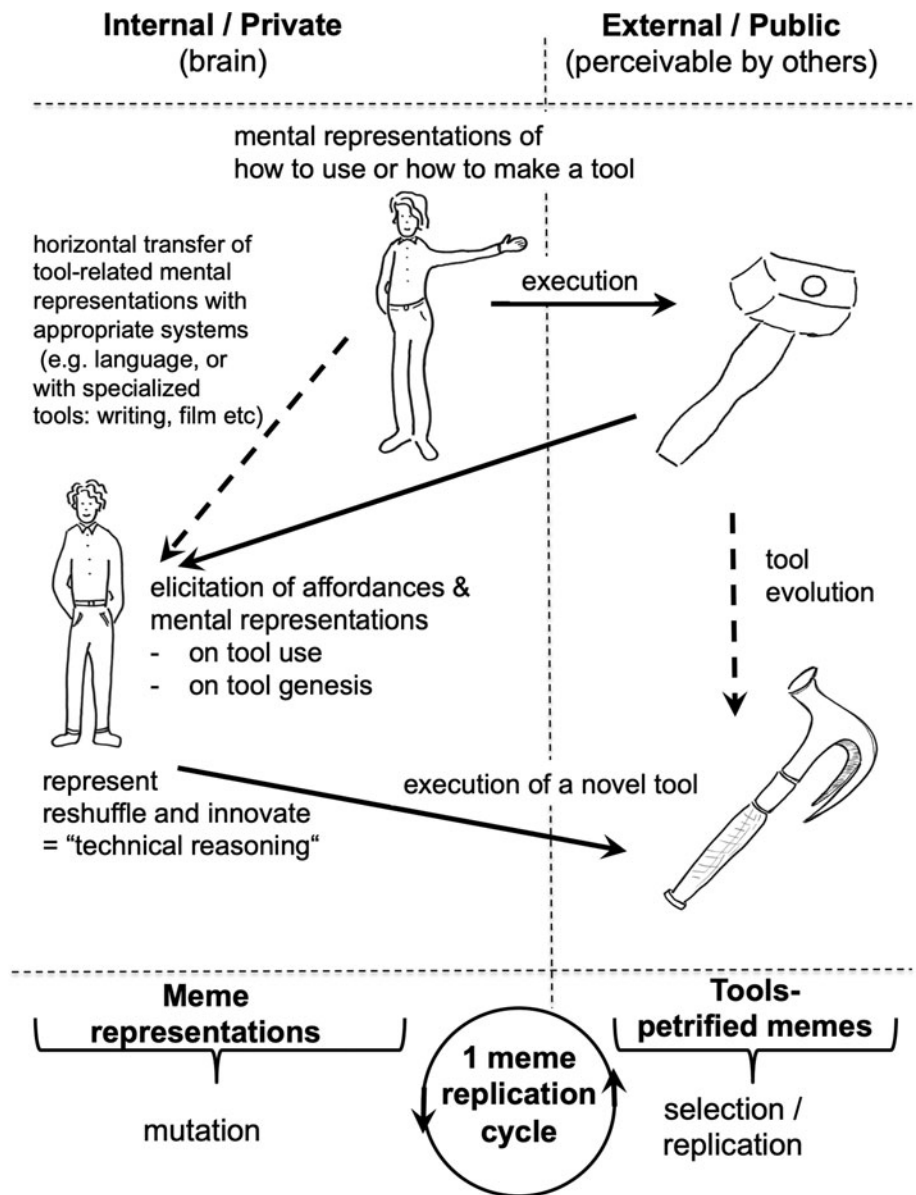 Internal / Private
(brain)
External / Public
(perceivable by others)
mental representations of
how to use or how to make a tool
horizontal transfer of
tool-related mental
representations with
appropriate systems
(e.g. language, or
with specialized
tools: writing, film etc)
execution
elicitation of affordances &
mental representations
- on tool use
- on tool genesis
tool
evolution
represent
reshuffle and innovate
= “technical reasoning“
execution of a novel tool
Meme
representations
mutation
1 meme
replication
cycle
Tools-
petrified memes
selection /
replication